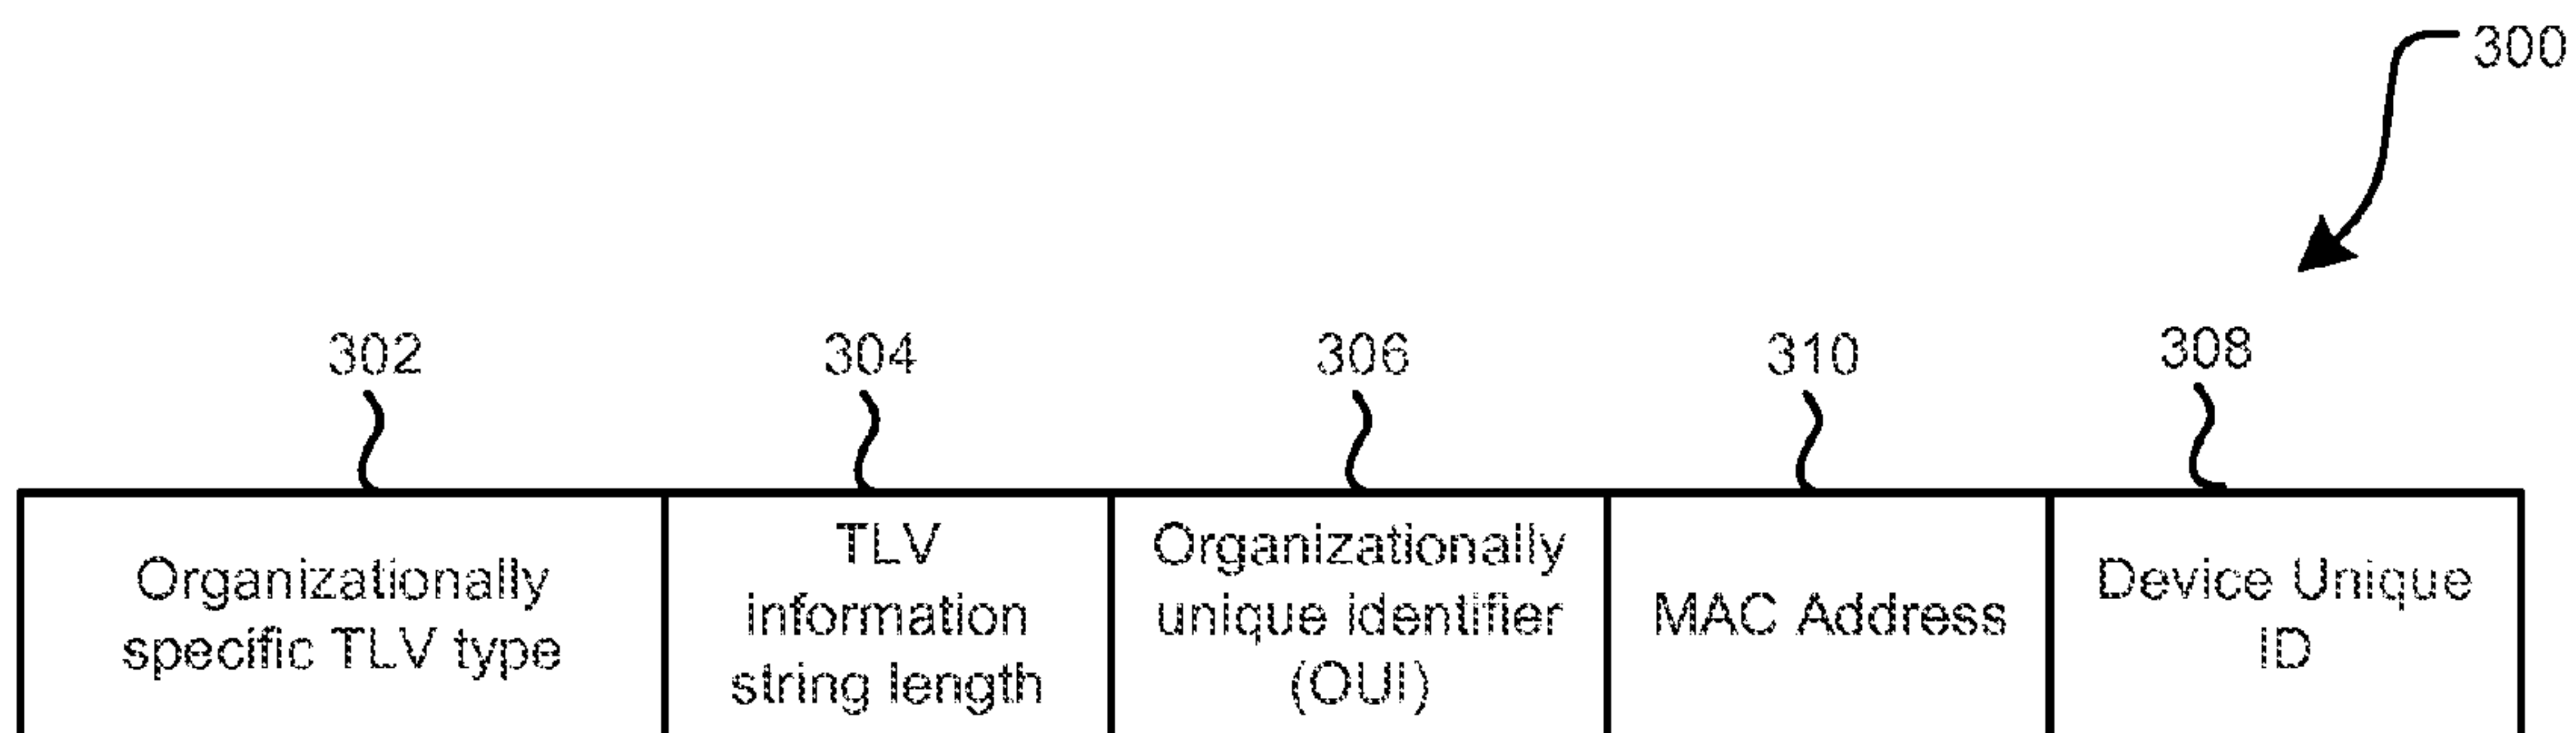 300
302
304
306
310
308
Organizationally
specific TLV type
TLV
information
string length
Organizationally
unique identifier
(OUI)
MAC Address
Device Unique
ID